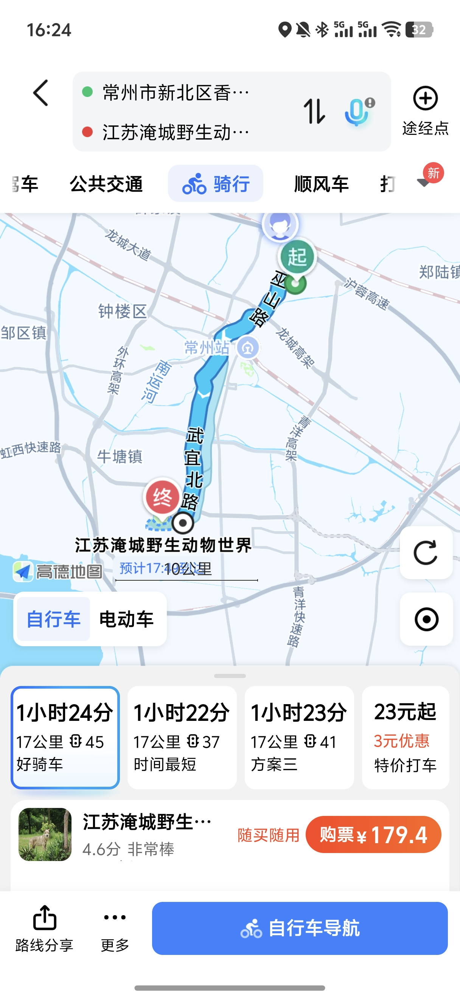 16:24
5G
5G
32
常州市新北区香…
江苏淹城野生动…
途经点
驾车
公共交通
骑行
顺风车
打
新
龙城大道
起
郑陆镇
巫山路
沪蓉高速
钟楼区
邹区镇
龙城高架
常州站
外环高架
南运河
青洋高架
武宜北路
虹西快速路
牛塘镇
终
江苏淹城野生动物世界
高德地图
预计17:49到达
10公里
青洋快速路
自行车
电动车
1小时24分
17公里 45
好骑车
1小时22分
17公里 37
时间最短
1小时23分
17公里 41
方案三
23元起
3元优惠
特价打车
江苏淹城野生…
4.6分 非常棒
随买随用
购票¥179.4
路线分享
更多
自行车导航